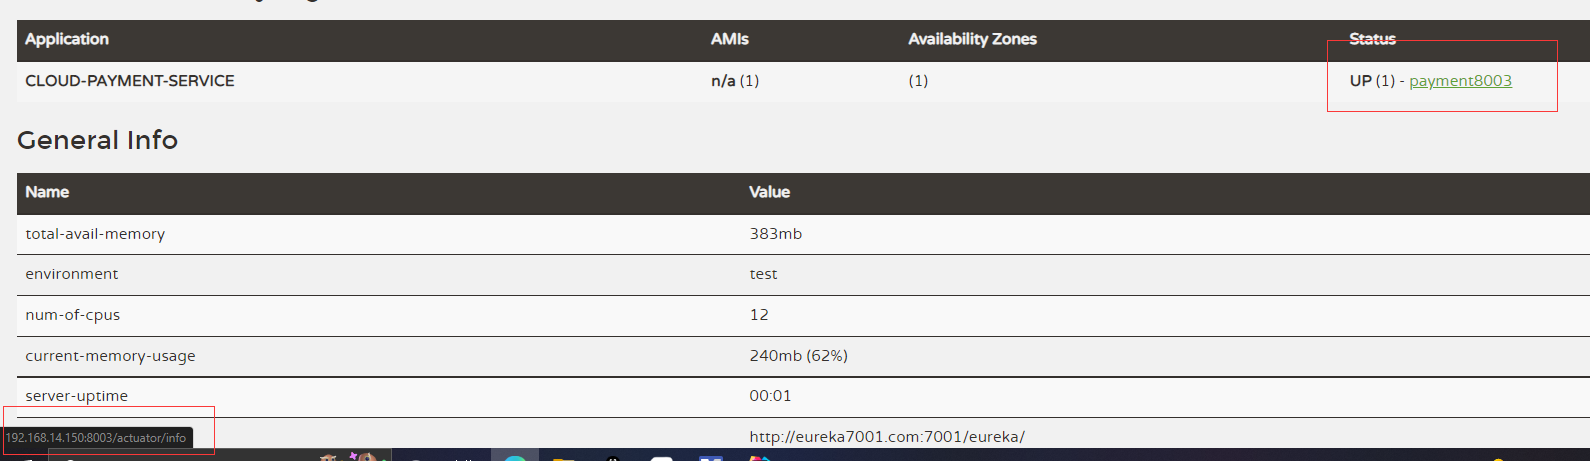 Application AMIs Availability Zones Status
CLOUD-PAYMENT-SERVICE n/a (1) (1) UP (1) - payment8003
General Info
Name Value
total-avail-memory 383mb
environment test
num-of-cpus 12
current-memory-usage 240mb (62%)
server-uptime 00:01
192.168.14.150:8003/actuator/info http://eureka7001.com:7001/eureka/